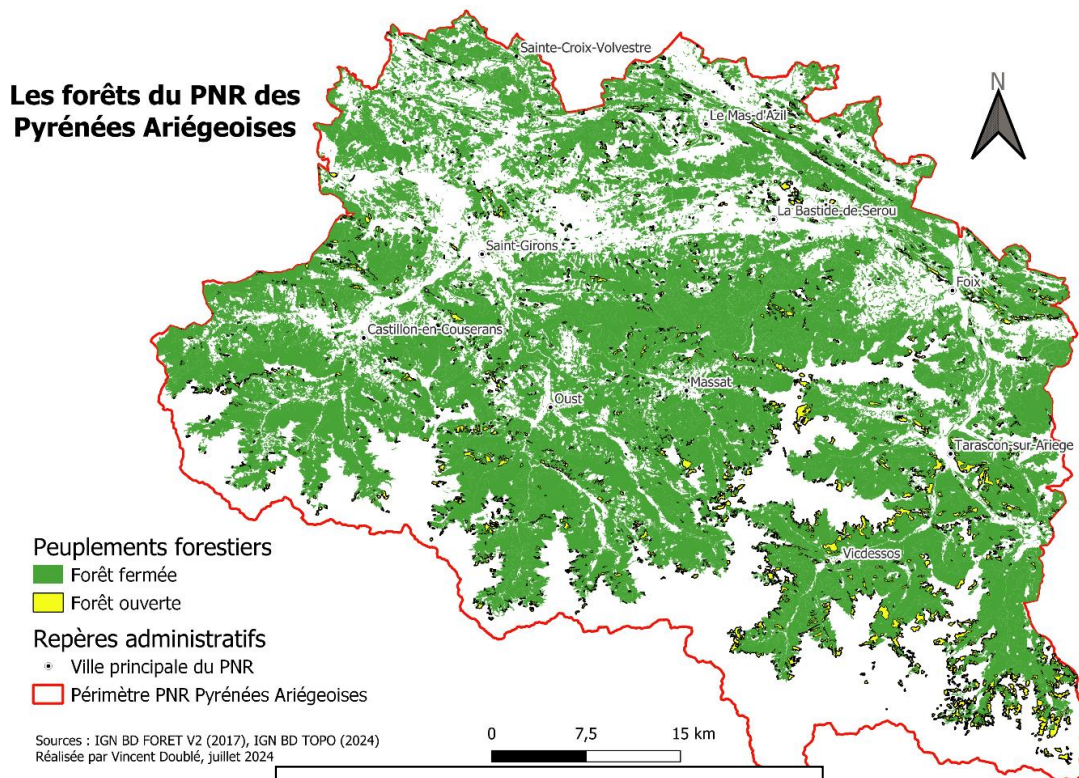 Les forêts du PNR des
Pyrénées Ariégeoises
N
Sainte-Croix-Volvestre
Le Mas-d'Azil
La Bastide-de-Serou
Saint-Girons
Foix
Castillon-en-Couserans
Massat
Oust
Tarascon-sur-Ariege
Vicdessos
Peuplements forestiers
Forêt fermée
Forêt ouverte
Repères administratifs
Ville principale du PNR
Périmètre PNR Pyrénées Ariégeoises
Sources : IGN BD FORET V2 (2017), IGN BD TOPO (2024)
Réalisée par Vincent Doublé, juillet 2024
0 7,5 15 km